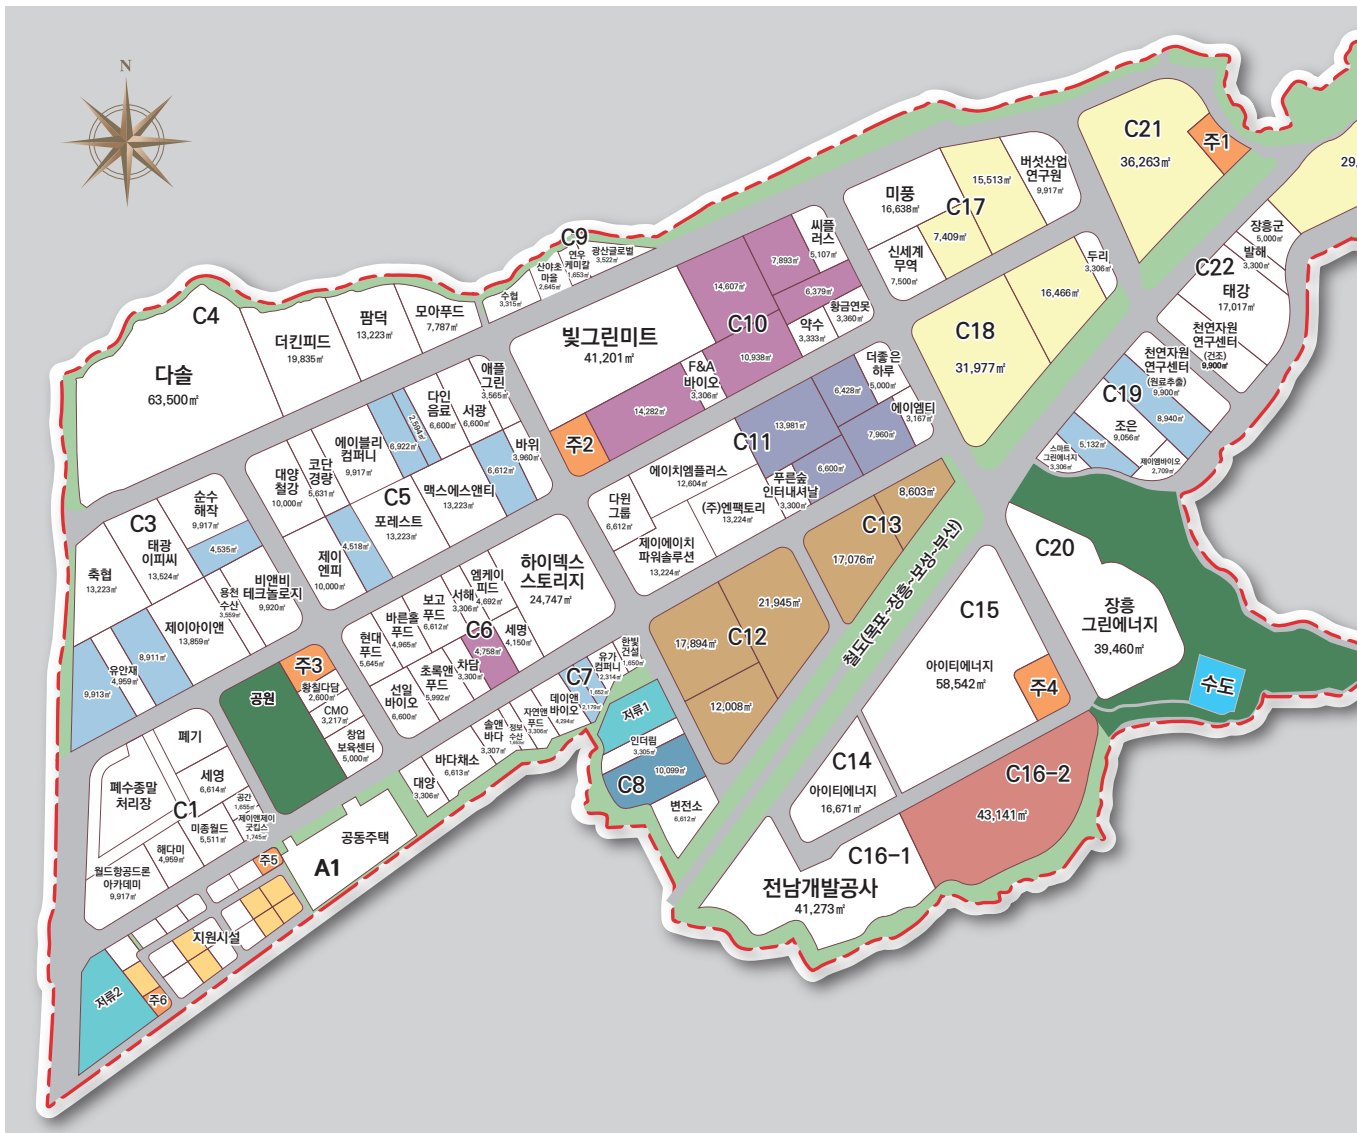 N
C21
36,263㎡
주1
29,
버섯산업
연구원
9,917㎡
15,513㎡
미풍
16,638㎡
C17
7,409㎡
신세계
무역
7,500㎡
두리
3,306㎡
16,466㎡
C18
31,977㎡
장흥군
5,000㎡
발해
3,300㎡
C22
태강
17,017㎡
천연자원
연구센터
(건조)
9,900㎡
천연자원
연구센터
(원료추출)
9,900㎡
C19
8,940㎡
조은
9,056㎡
5,132㎡
스마트
그린에너지
3,306㎡
제이엠바이오
2,709㎡
C9
광산글로벌
3,522㎡
연우
케미칼
1,653㎡
산야초
마을
2,645㎡
수협
3,315㎡
씨플
러스
5,107㎡
7,893㎡
14,607㎡
6,379㎡
황금연못
3,360㎡
약수
3,333㎡
C10
10,938㎡
빛그린미트
41,201㎡
F&A
바이오
3,306㎡
14,282㎡
주2
C4
다솔
63,500㎡
더킨피드
19,835㎡
팜덕
13,223㎡
모아푸드
7,787㎡
애플
그린
3,565㎡
다인
음료
6,600㎡
서광
6,600㎡
2,594㎡
6,922㎡
에이블리
컴퍼니
9,917㎡
코단
경량
5,631㎡
대양
철강
10,000㎡
바위
3,960㎡
6,612㎡
맥스에스앤티
13,223㎡
C5
포레스트
13,223㎡
4,518㎡
제이
엔피
10,000㎡
더좋은
하루
5,000㎡
6,428㎡
에이엠티
3,167㎡
13,981㎡
7,960㎡
C11
6,600㎡
푸른숲
인터내셔날
3,300㎡
에이치엠플러스
12,604㎡
(주)엔팩토리
13,224㎡
다윈
그룹
6,612㎡
제이에이치
파워솔루션
13,224㎡
C3
순수
해작
9,917㎡
4,535㎡
태광
이피씨
13,524㎡
축협
13,223㎡
비앤비
테크놀로지
9,920㎡
용천
수산
3,559㎡
제이아이앤
13,859㎡
8,911㎡
유안재
4,959㎡
9,913㎡
하이덱스
스토리지
24,747㎡
엠케이
피드
4,692㎡
서해
3,306㎡
보고
푸드
6,612㎡
바른홀
푸드
4,965㎡
현대
푸드
5,645㎡
C6
4,758㎡
세명
4,150㎡
차담
3,300㎡
초록앤
푸드
5,992㎡
선일
바이오
6,600㎡
8,603㎡
C13
17,076㎡
21,945㎡
17,894㎡
C12
12,008㎡
철도(목포~장흥~보성~부산)
C20
장흥
그린에너지
39,460㎡
수도
C15
아이티에너지
58,542㎡
주4
한빛
건설
1,650㎡
유가
컴퍼니
2,314㎡
C7
1,652㎡
2,179㎡
데이앤
바이오
4,294㎡
자연앤
푸드
3,306㎡
정보
수산
1,653㎡
솔앤
바다
3,307㎡
바다채소
6,613㎡
대양
3,306㎡
저류1
인더림
3,305㎡
10,099㎡
C8
변전소
6,612㎡
C14
아이티에너지
16,671㎡
C16-2
43,141㎡
C16-1
전남개발공사
41,273㎡
주3
공원
황칠다담
2,600㎡
CMO
3,217㎡
창업
보육센터
5,000㎡
폐기
세영
6,614㎡
폐수종말
처리장
C1
공간
1,655㎡
제이앤제이
굿킵스
1,745㎡
미종월드
5,511㎡
해다미
4,959㎡
월드항공드론
아카데미
9,917㎡
공동주택
A1
주5
지원시설
저류2
주6